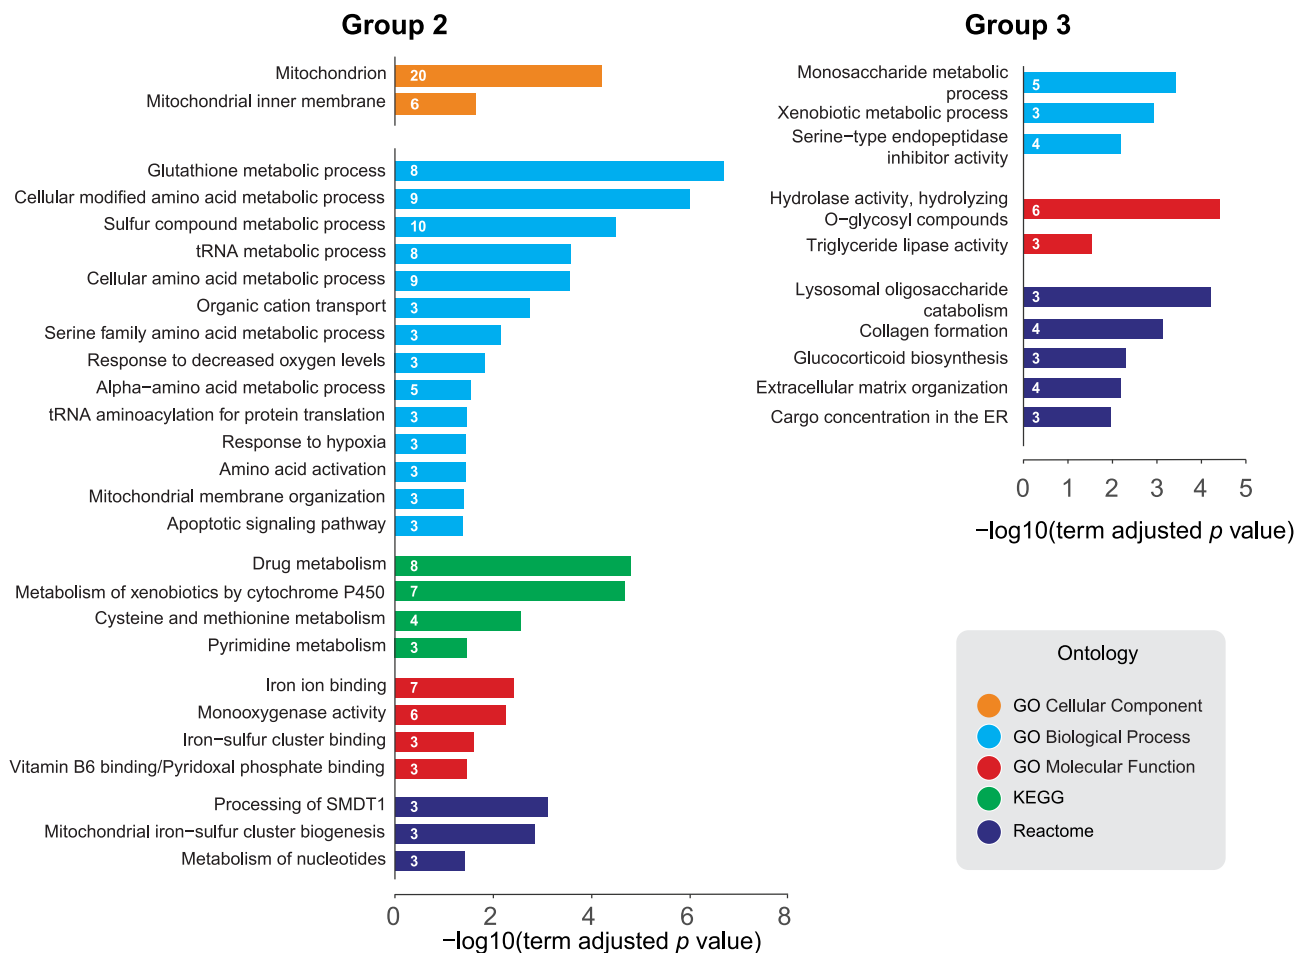 Group 2
Mitochondrion
20
Mitochondrial inner membrane
6
Glutathione metabolic process
8
Cellular modified amino acid metabolic process
9
Sulfur compound metabolic process
10
tRNA metabolic process
8
Cellular amino acid metabolic process
9
Organic cation transport
3
Serine family amino acid metabolic process
3
Response to decreased oxygen levels
3
Alpha−amino acid metabolic process
5
tRNA aminoacylation for protein translation
3
Response to hypoxia
3
Amino acid activation
3
Mitochondrial membrane organization
3
Apoptotic signaling pathway
3
Drug metabolism
8
Metabolism of xenobiotics by cytochrome P450
7
Cysteine and methionine metabolism
4
Pyrimidine metabolism
3
Iron ion binding
7
Monooxygenase activity
6
Iron−sulfur cluster binding
3
Vitamin B6 binding/Pyridoxal phosphate binding
3
Processing of SMDT1
3
Mitochondrial iron−sulfur cluster biogenesis
3
Metabolism of nucleotides
3
0 2 4 6 8
−log10(term adjusted p value)
Group 3
Monosaccharide metabolic
process
5
Xenobiotic metabolic process
3
Serine−type endopeptidase
inhibitor activity
4
Hydrolase activity, hydrolyzing
O−glycosyl compounds
6
Triglyceride lipase activity
3
Lysosomal oligosaccharide
catabolism
3
Collagen formation
4
Glucocorticoid biosynthesis
3
Extracellular matrix organization
4
Cargo concentration in the ER
3
0 1 2 3 4 5
−log10(term adjusted p value)
Ontology
GO Cellular Component
GO Biological Process
GO Molecular Function
KEGG
Reactome